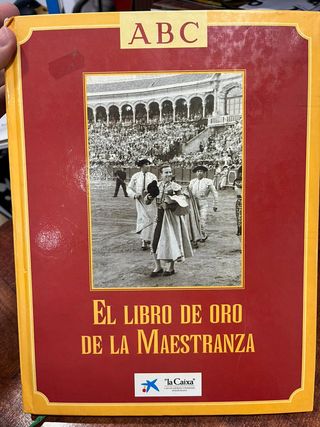 ABC
EL LIBRO DE ORO
DE LA MAESTRANZA
"la Caixa"